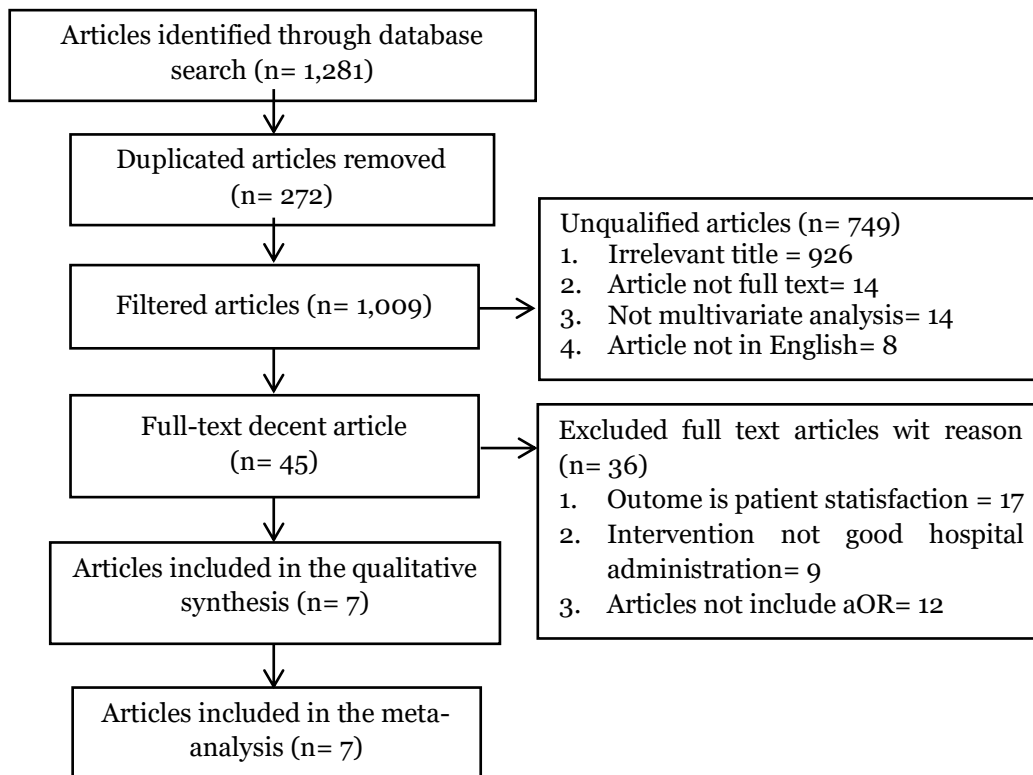 Articles identified through database
search (n= 1,281)
Duplicated articles removed
(n= 272)
Unqualified articles (n= 749)
1. Irrelevant title = 926
2. Article not full text= 14
3. Not multivariate analysis= 14
4. Article not in English= 8
Filtered articles (n= 1,009)
Full-text decent article
(n= 45)
Excluded full text articles wit reason
(n= 36)
1. Outcome is patient statisfaction = 17
2. Intervention not good hospital
administration= 9
3. Articles not include aOR= 12
Articles included in the qualitative
synthesis (n= 7)
Articles included in the meta-
analysis (n= 7)